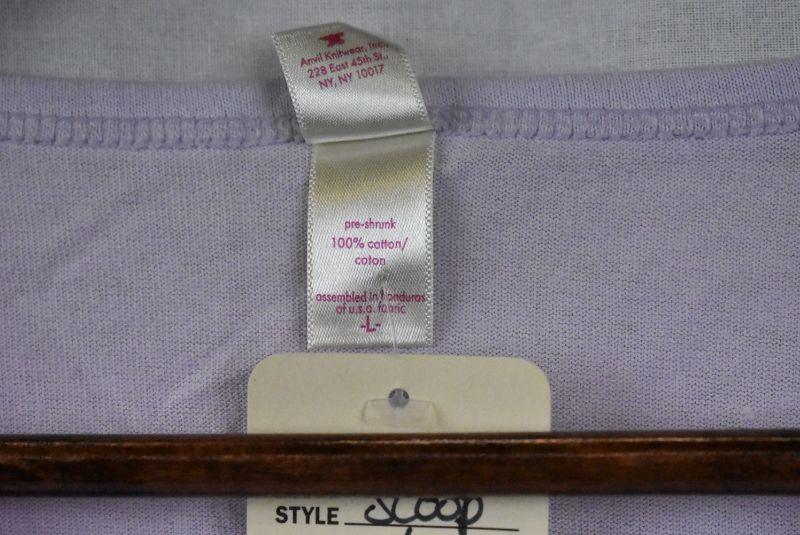 Anvil Knitwear, Inc.,
228 East 45th St.,
NY, NY 10017
pre-shrunk
100% cotton/
coton
assembled in honduras
of u.s.a. fabric
-L-
STYLE Scoop